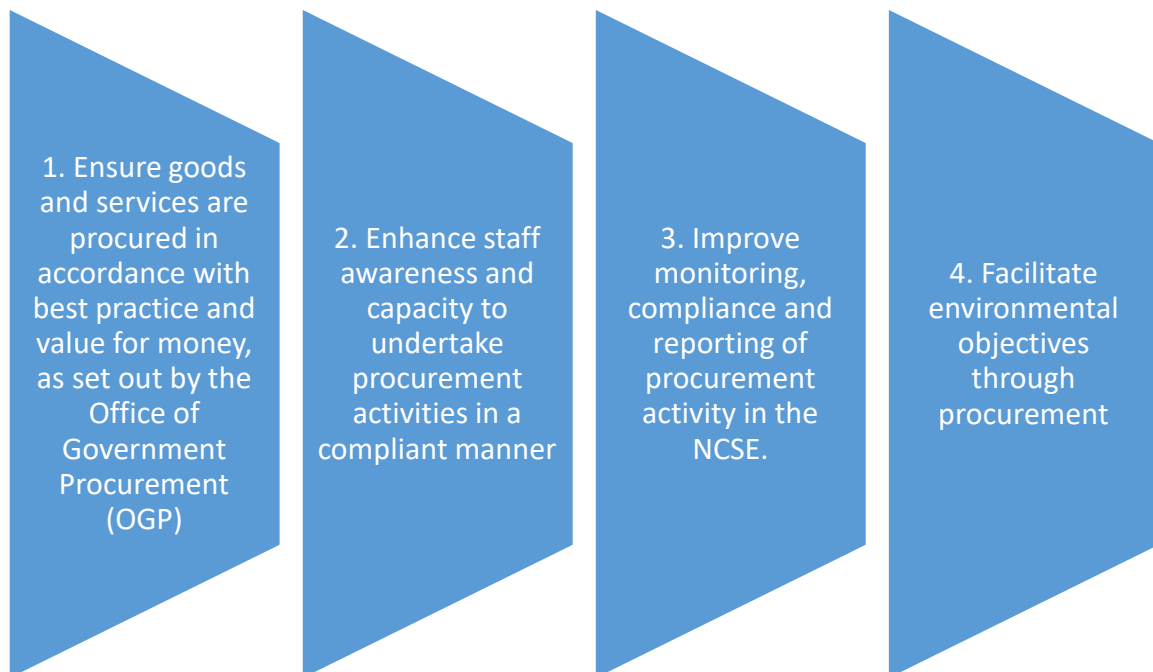 1. Ensure goods
and services are
procured in
accordance with
best practice and
value for money,
as set out by the
Office of
Government
Procurement
(OGP)
2. Enhance staff
awareness and
capacity to
undertake
procurement
activities in a
compliant manner
3. Improve
monitoring,
compliance and
reporting of
procurement
activity in the
NCSE.
4. Facilitate
environmental
objectives
through
procurement